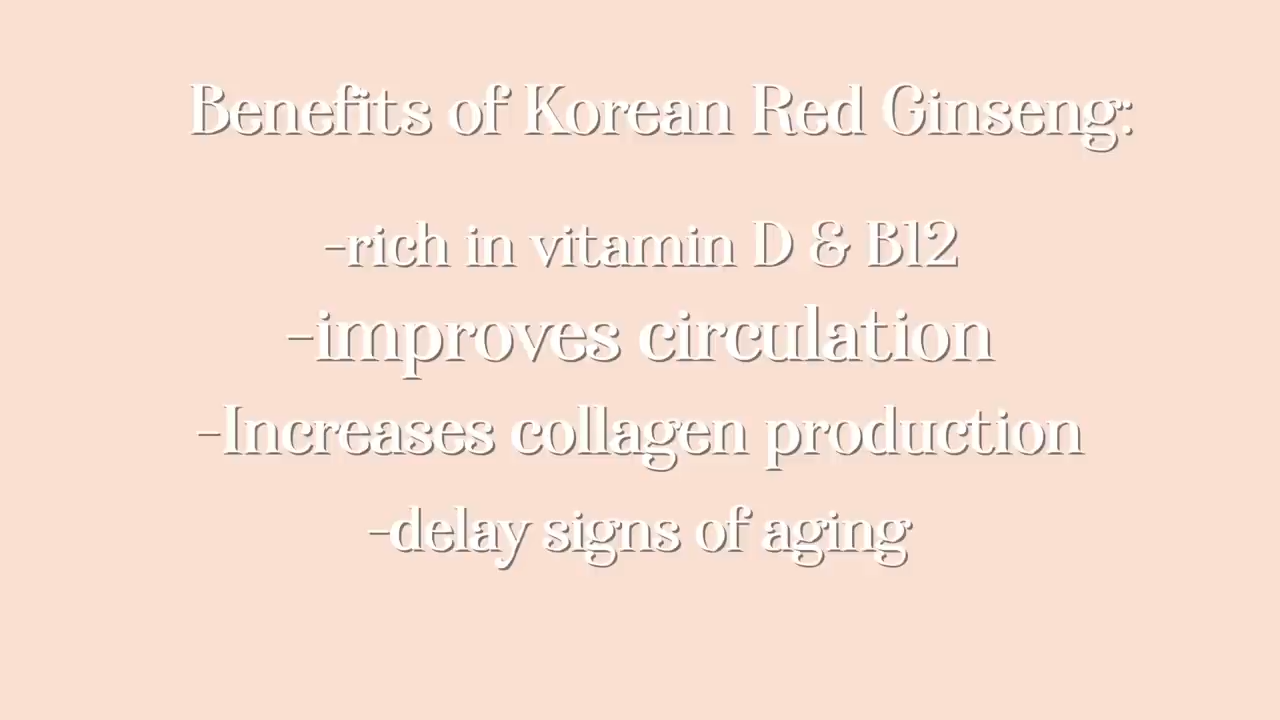 Benefits of Korean Red Ginseng:
-rich in vitamin D & B12
-improves circulation
-Increases collagen production
-delay signs of aging